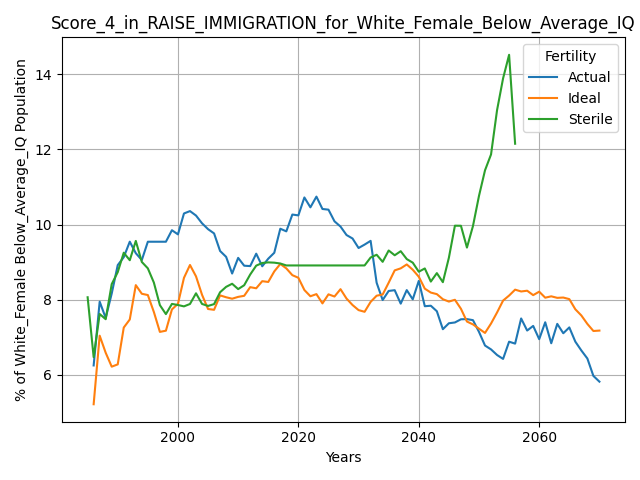 Score_4_in_RAISE_IMMIGRATION_for_White_Female_Below_Average_IQ
% of White_Female Below_Average_IQ Population
14
12
10
8
6
Fertility
Actual
Ideal
Sterile
2000 2020 2040 2060
Years